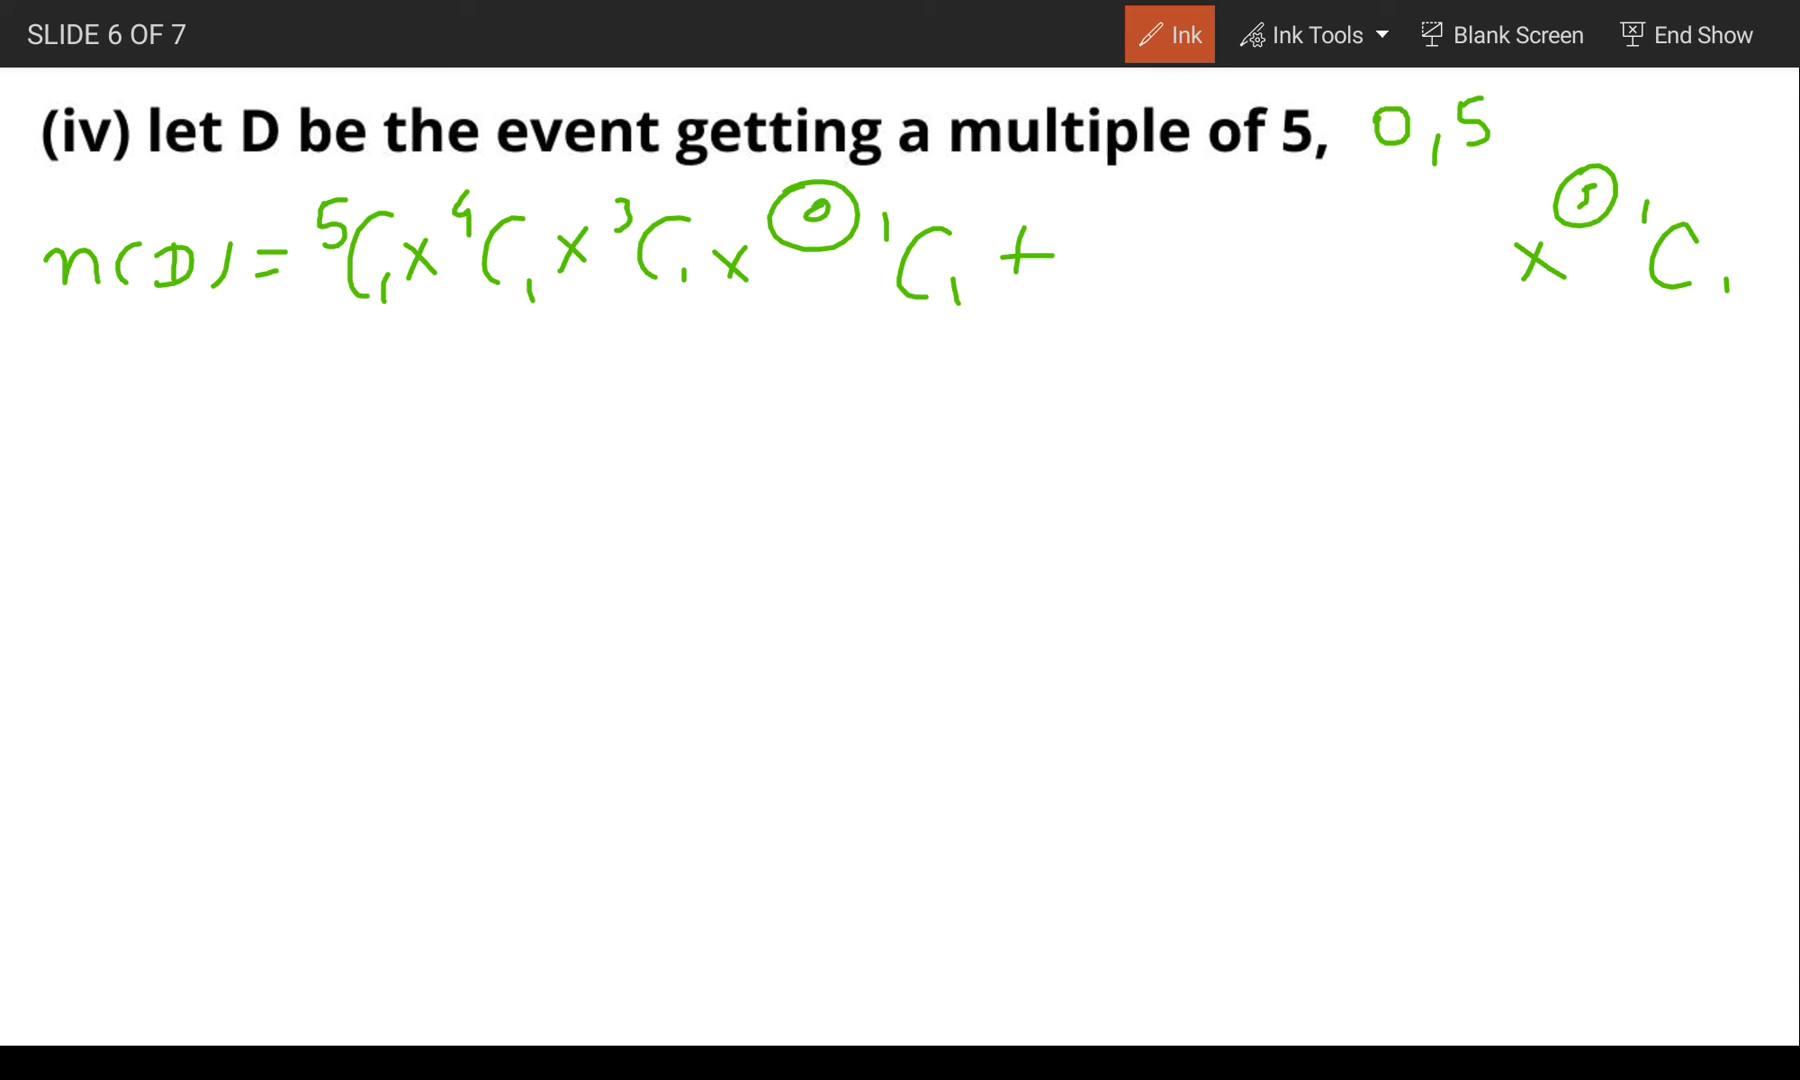 SLIDE 6 OF 7 Ink Ink Tools Blank Screen End Show
(iv) let D be the event getting a multiple of 5, 0,5
n(D) = ⁵C₁ x ⁴C₁ x ³C₁ x ⓪ ¹C₁ + x ⑤ ¹C₁